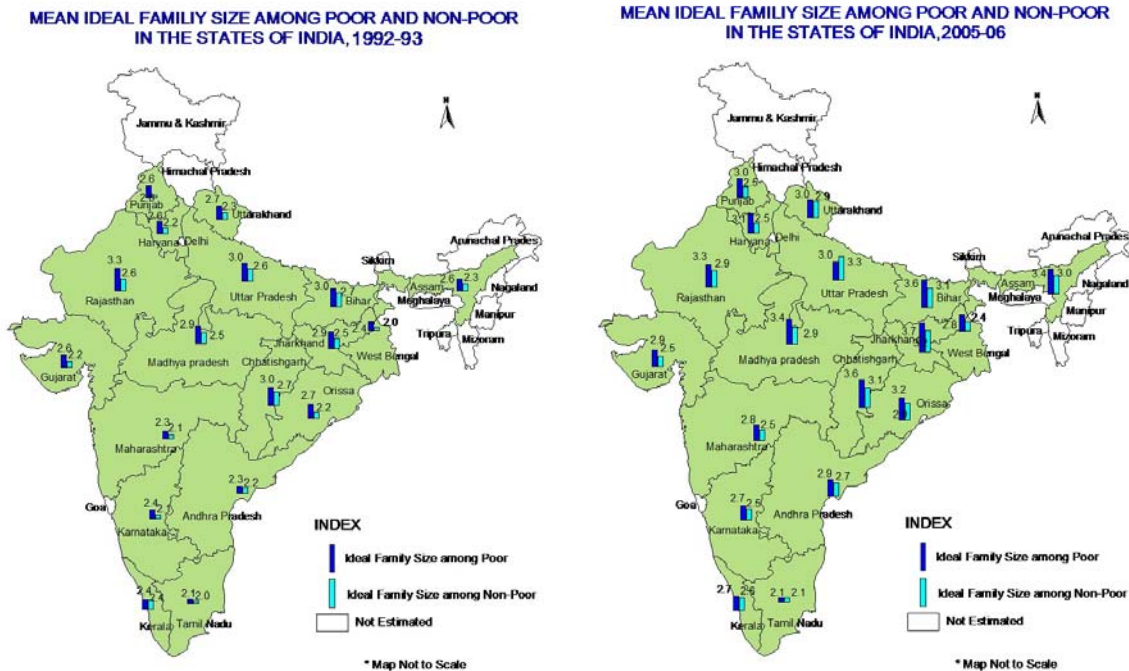 MEAN IDEAL FAMILIY SIZE AMONG POOR AND NON-POOR
IN THE STATES OF INDIA, 1992-93
Jammu & Kashmir
N
Himachal Pradesh
2.6
Punjab
2.7 2.3
Uttarakhand
2.6 2.2
Haryana
Delhi
Arunachal Prades
3.3 2.6
Rajasthan
3.0 2.6
Uttar Pradesh
Sikkim
2.3
Assam
Nagaland
Meghalaya
3.0
Bihar
Manipur
Tripura
Mizoram
2.9 2.5
Madhya pradesh
2.9 2.5
Jharkhand
2.4 2.0
West Bengal
2.6 2.2
Gujarat
Chhatishgarh
3.0 2.7
2.7 2.2
Orissa
2.3 2.1
Maharashtra
2.3 2.2
Andhra Pradesh
Goa
2.4
Karnataka
2.4 2.4
Kerala
2.1 2.0
Tamil Nadu
INDEX
Ideal Family Size among Poor
Ideal Family Size among Non-Poor
Not Estimated
* Map Not to Scale
MEAN IDEAL FAMILIY SIZE AMONG POOR AND NON-POOR
IN THE STATES OF INDIA,2005-06
Jammu & Kashmir
N
Himachal Pradesh
3.0 2.5
Punjab
3.0 2.9
Uttarakhand
3.1 2.5
Haryana
Delhi
Arunachal Prades
3.3 2.9
Rajasthan
3.0 3.3
Uttar Pradesh
Sikkim
3.4 3.0
Assam
Nagaland
Meghalaya
3.6 3.1
Bihar
Manipur
Tripura
Mizoram
3.4 2.9
Madhya pradesh
3.7 2.8
Jharkhand
2.4
West Bengal
2.9 2.5
Gujarat
Chhatishgarh
3.6 3.1
3.2
Orissa
2.8 2.5
Maharashtra
2.9 2.7
Andhra Pradesh
Goa
2.7 2.5
Karnataka
2.7 2.6
Kerala
2.1 2.1
Tamil Nadu
INDEX
Ideal Family Size among Poor
Ideal Family Size among Non-Poor
Not Estimated
* Map Not to Scale